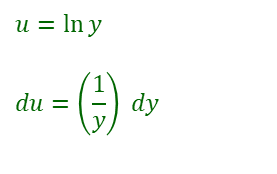 u = ln y
du = (1/y) dy